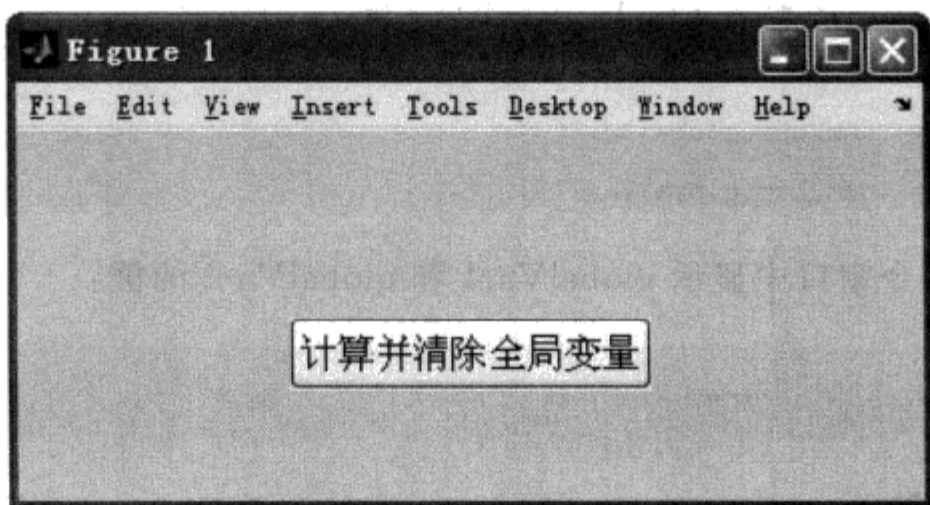 Figure 1
File Edit View Insert Tools Desktop Window Help
计算并清除全局变量